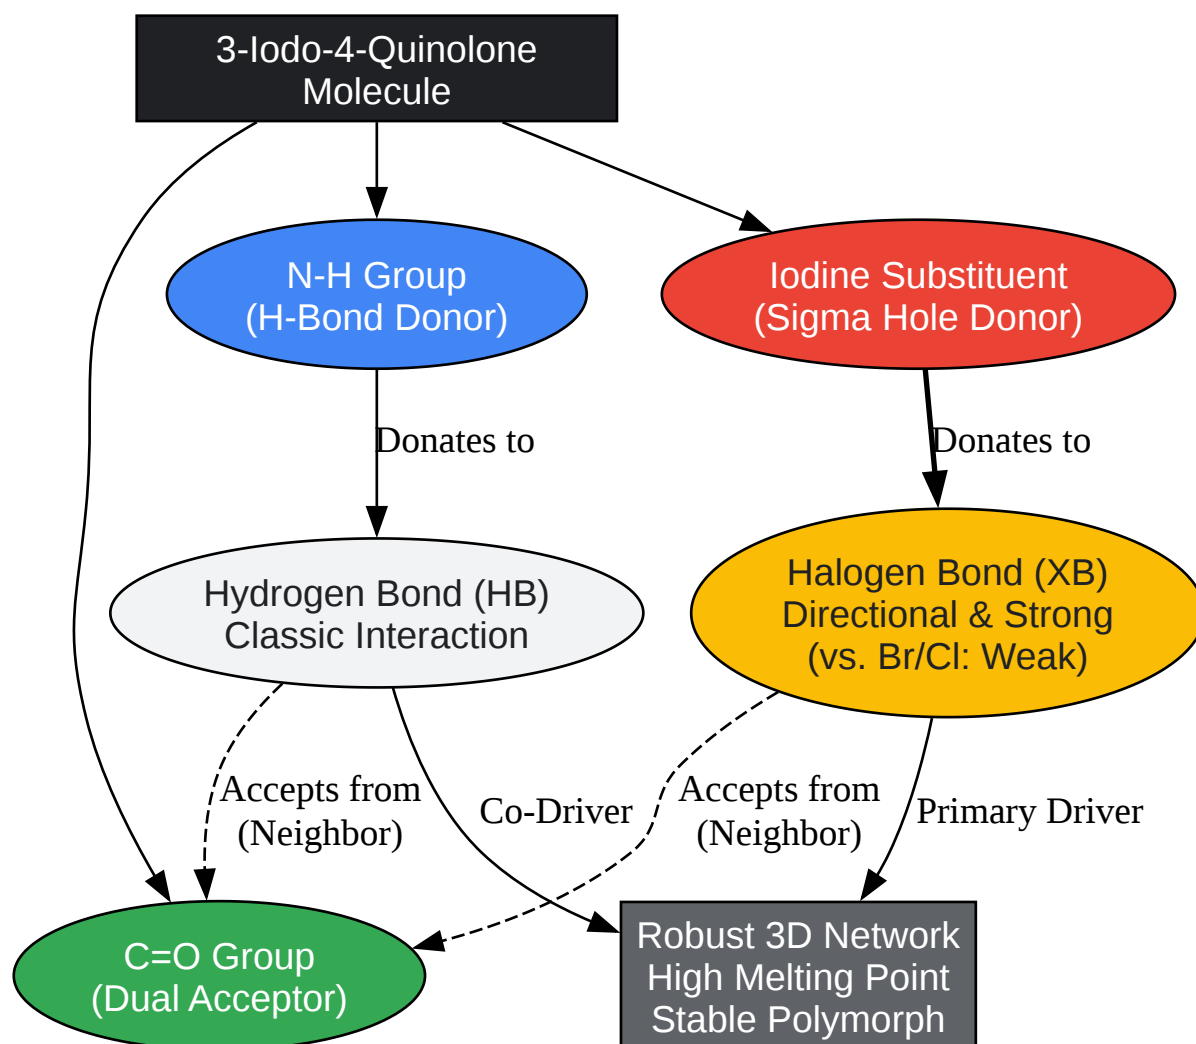 3-Iodo-4-Quinolone
Molecule
N-H Group
(H-Bond Donor)
Iodine Substituent
(Sigma Hole Donor)
Donates to
Donates to
Hydrogen Bond (HB)
Classic Interaction
Halogen Bond (XB)
Directional & Strong
(vs. Br/Cl: Weak)
Accepts from
(Neighbor)
Co-Driver
Accepts from
(Neighbor)
Primary Driver
C=O Group
(Dual Acceptor)
Robust 3D Network
High Melting Point
Stable Polymorph